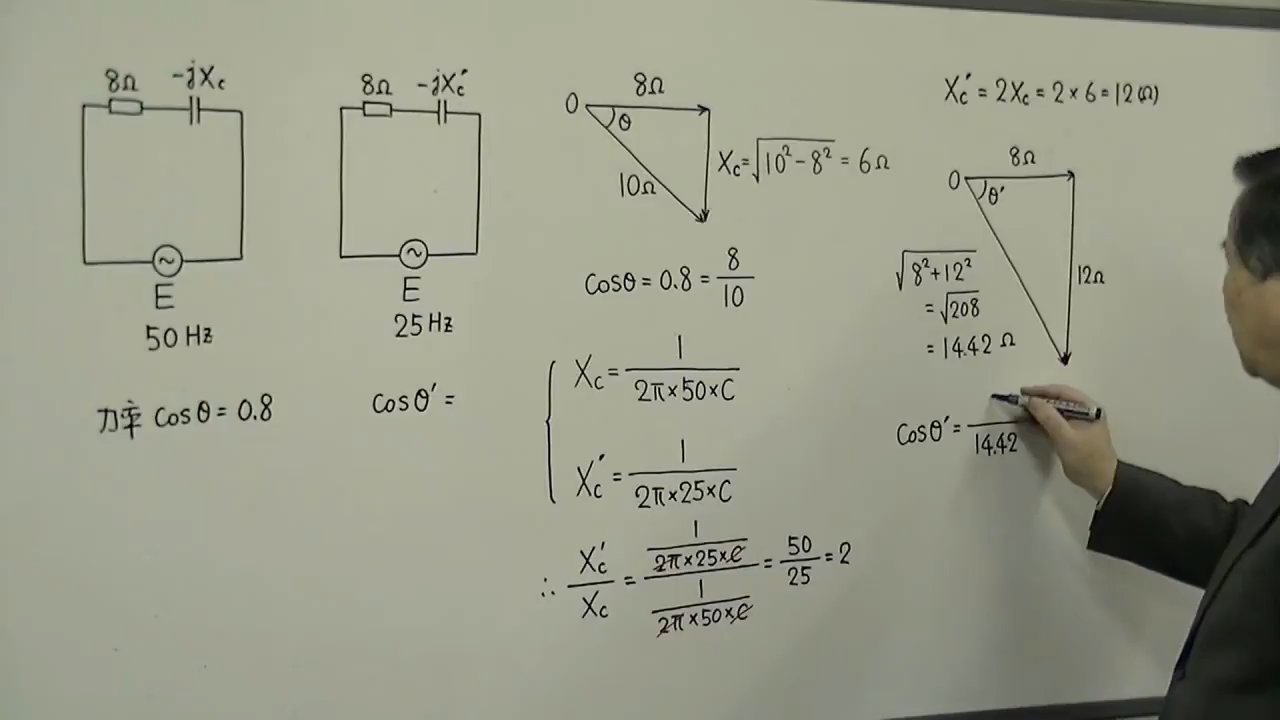 8Ω -jXc
E
50 Hz
力率 Cosθ = 0.8
8Ω -jXc′
E
25 Hz
Cosθ′ =
8Ω
0 θ
10Ω
Xc = √10² - 8² = 6Ω
Cosθ = 0.8 = 8/10
Xc = 1/2π×50×C
Xc′ = 1/2π×25×C
∴ Xc′/Xc = 1/2π×25×C / 1/2π×50×C = 50/25 = 2
Xc′ = 2Xc = 2 × 6 = 12(Ω)
8Ω
0 θ′
12Ω
√8² + 12²
= √208
= 14.42 Ω
Cosθ′ = /14.42